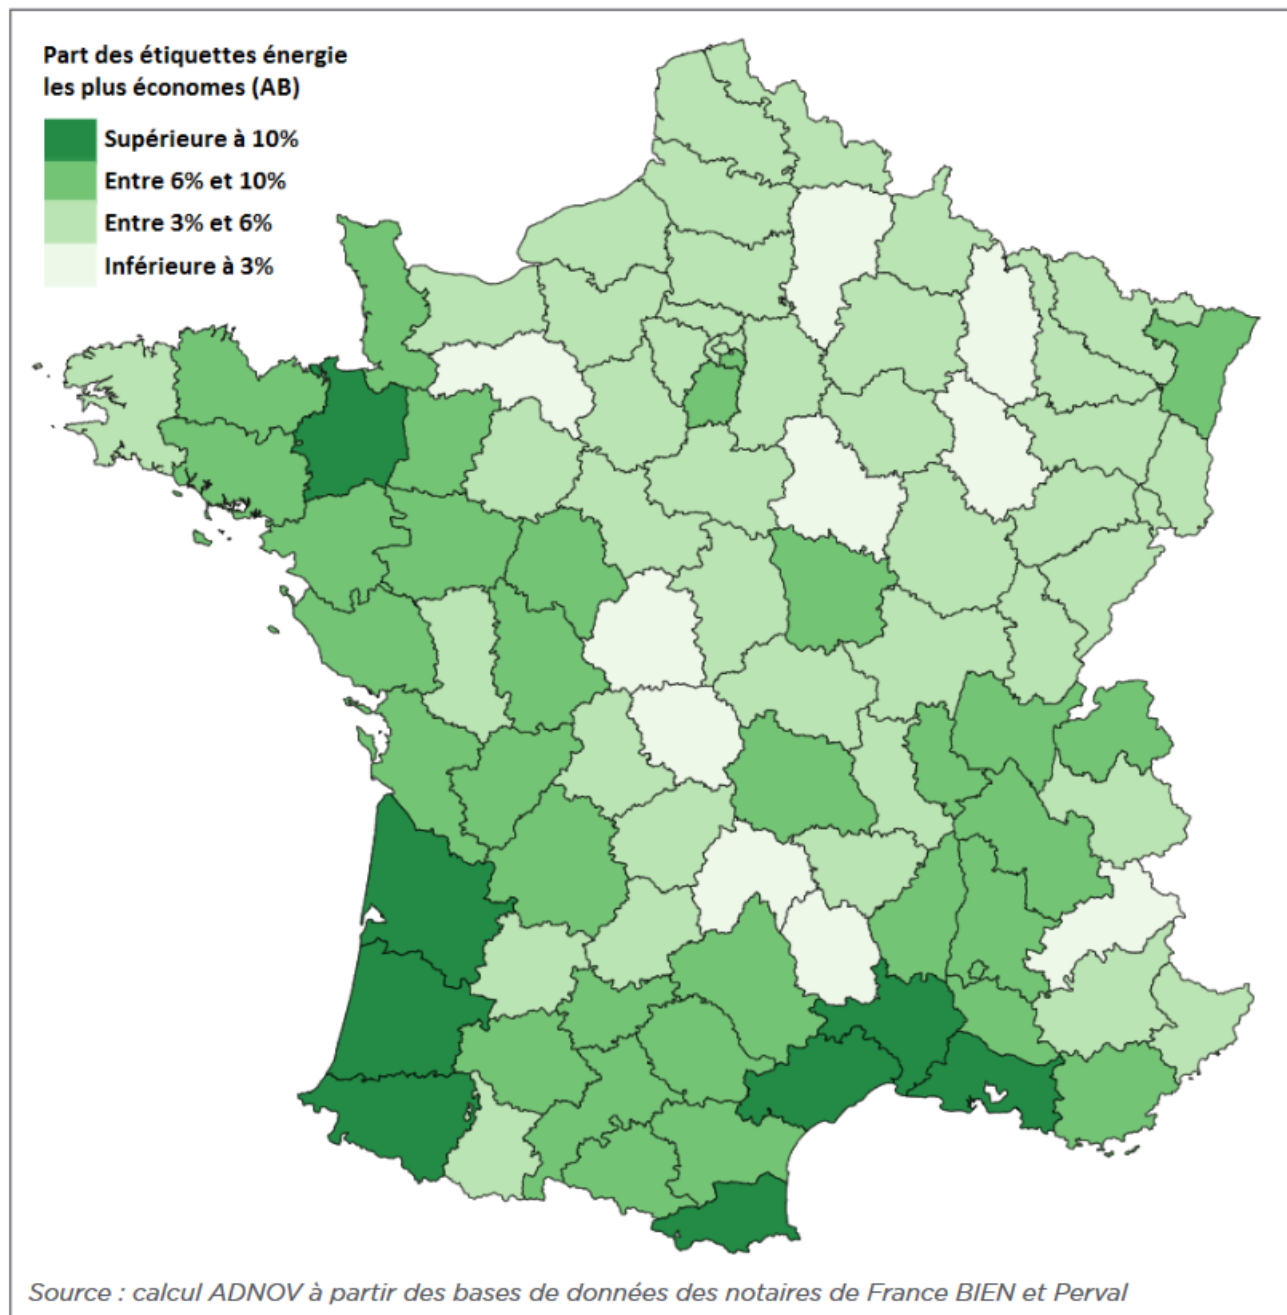 Part des étiquettes énergie
les plus économes (AB)
Supérieure à 10%
Entre 6% et 10%
Entre 3% et 6%
Inférieure à 3%
Source : calcul ADNOV à partir des bases de données des notaires de France BIEN et Perval